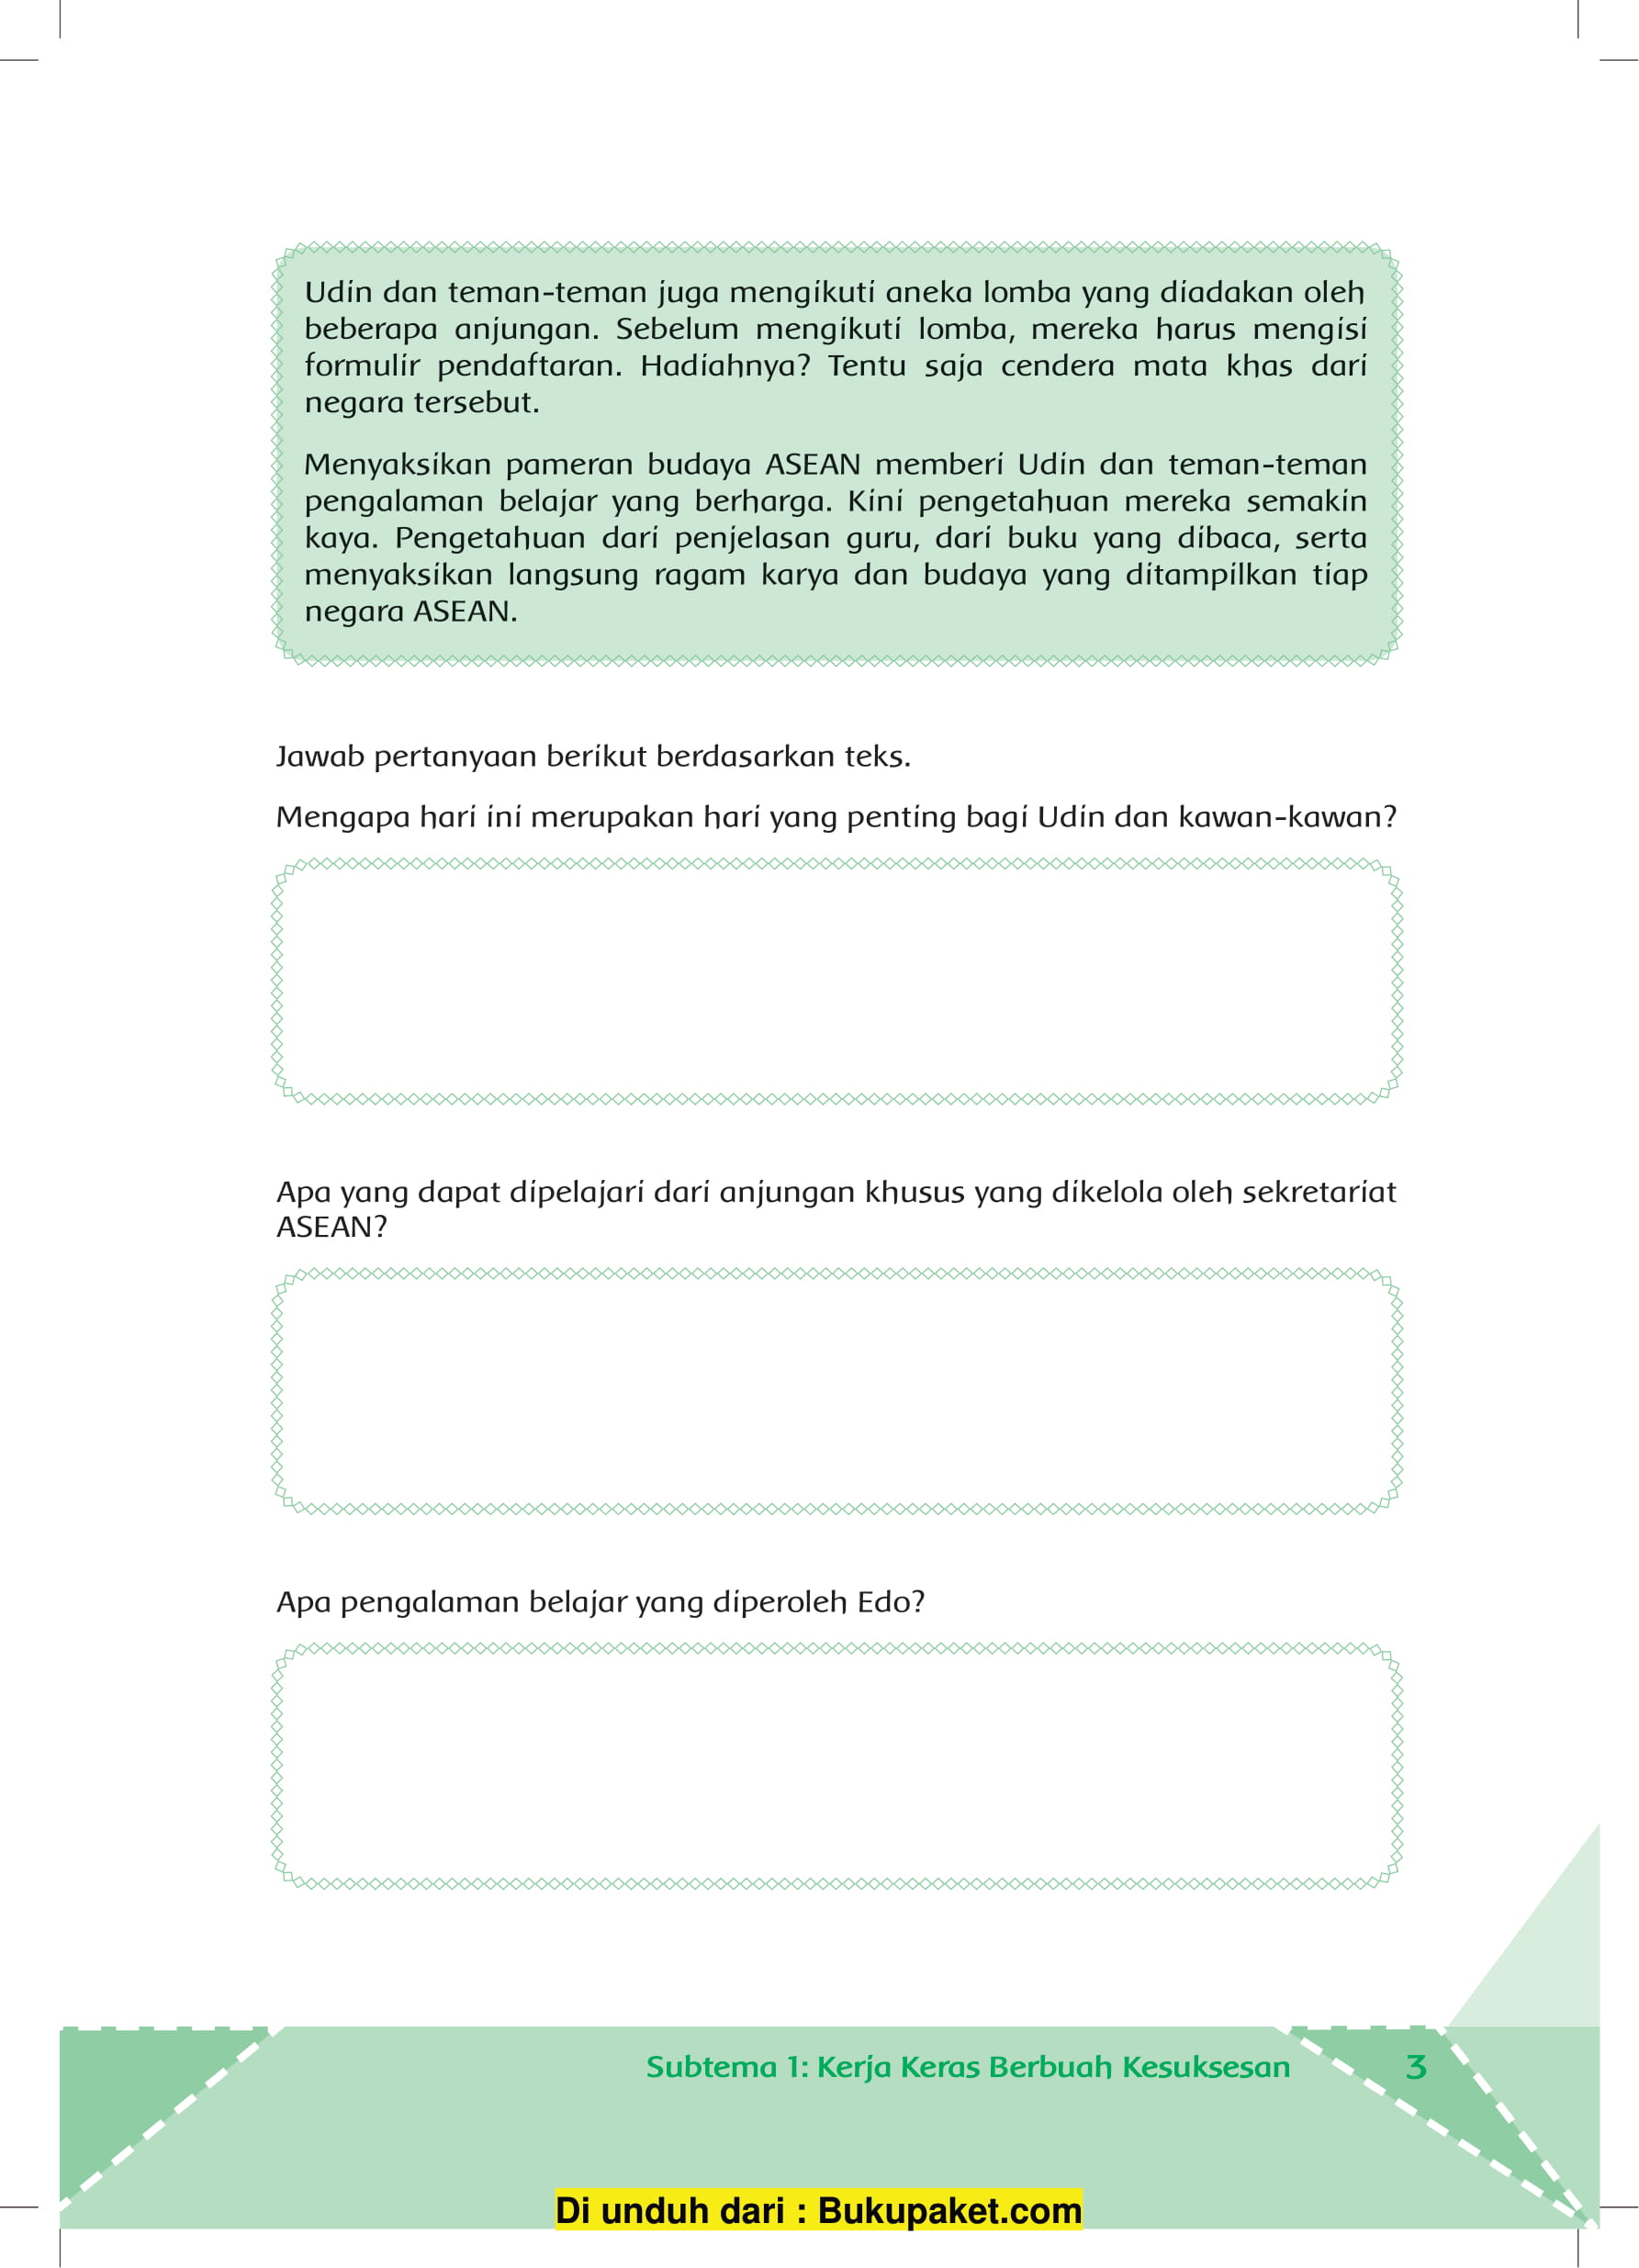 Udin dan teman-teman juga mengikuti aneka lomba yang diadakan oleh
beberapa anjungan. Sebelum mengikuti lomba, mereka harus mengisi
formulir pendaftaran. Hadiahnya? Tentu saja cendera mata khas dari
negara tersebut.
Menyaksikan pameran budaya ASEAN memberi Udin dan teman-teman
pengalaman belajar yang berharga. Kini pengetahuan mereka semakin
kaya. Pengetahuan dari penjelasan guru, dari buku yang dibaca, serta
menyaksikan langsung ragam karya dan budaya yang ditampilkan tiap
negara ASEAN.
Jawab pertanyaan berikut berdasarkan teks.
Mengapa hari ini merupakan hari yang penting bagi Udin dan kawan-kawan?
Apa yang dapat dipelajari dari anjungan khusus yang dikelola oleh sekretariat
ASEAN?
Apa pengalaman belajar yang diperoleh Edo?
Subtema 1: Kerja Keras Berbuah Kesuksesan 3
Di unduh dari : Bukupaket.com